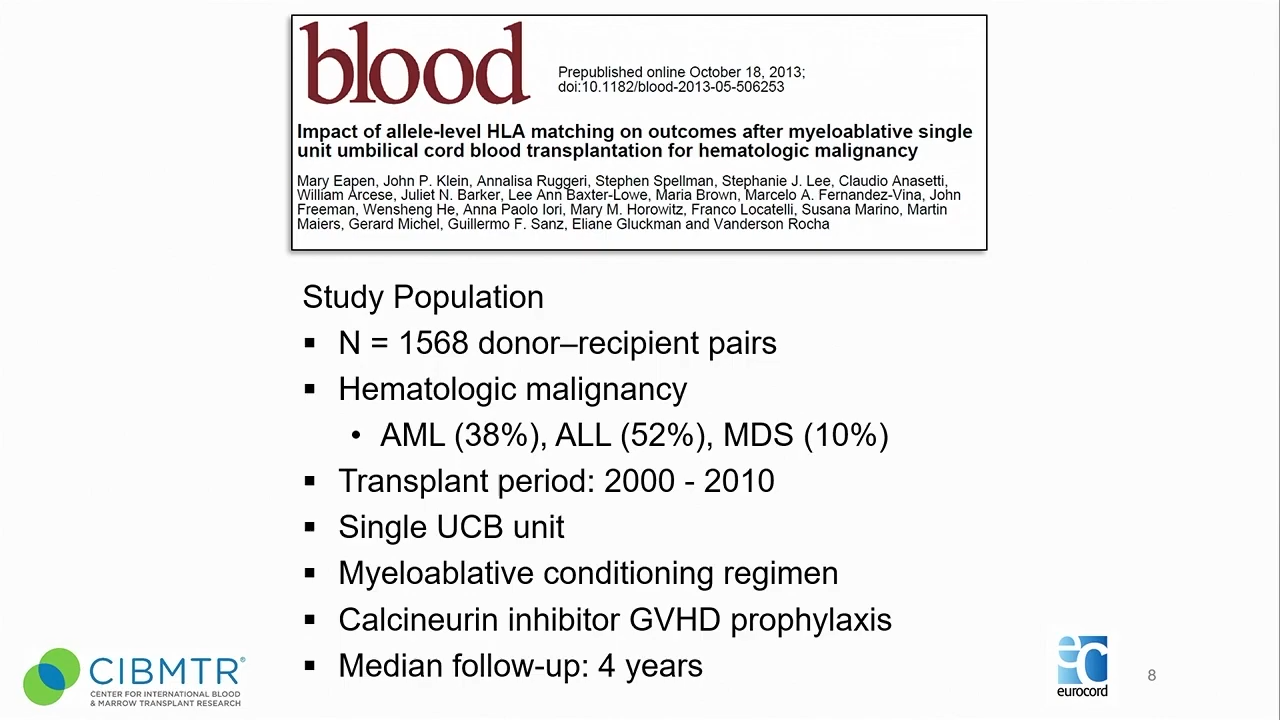 blood
Prepublished online October 18, 2013;
doi:10.1182/blood-2013-05-506253
Impact of allele-level HLA matching on outcomes after myeloablative single
unit umbilical cord blood transplantation for hematologic malignancy
Mary Eapen, John P. Klein, Annalisa Ruggeri, Stephen Spellman, Stephanie J. Lee, Claudio Anasetti,
William Arcese, Juliet N. Barker, Lee Ann Baxter-Lowe, Maria Brown, Marcelo A. Fernandez-Vina, John
Freeman, Wensheng He, Anna Paolo Iori, Mary M. Horowitz, Franco Locatelli, Susana Marino, Martin
Maiers, Gerard Michel, Guillermo F. Sanz, Eliane Gluckman and Vanderson Rocha
Study Population
▪ N = 1568 donor–recipient pairs
▪ Hematologic malignancy
• AML (38%), ALL (52%), MDS (10%)
▪ Transplant period: 2000 - 2010
▪ Single UCB unit
▪ Myeloablative conditioning regimen
▪ Calcineurin inhibitor GVHD prophylaxis
▪ Median follow-up: 4 years
CIBMTR®
CENTER FOR INTERNATIONAL BLOOD
& MARROW TRANSPLANT RESEARCH
ec
eurocord
8